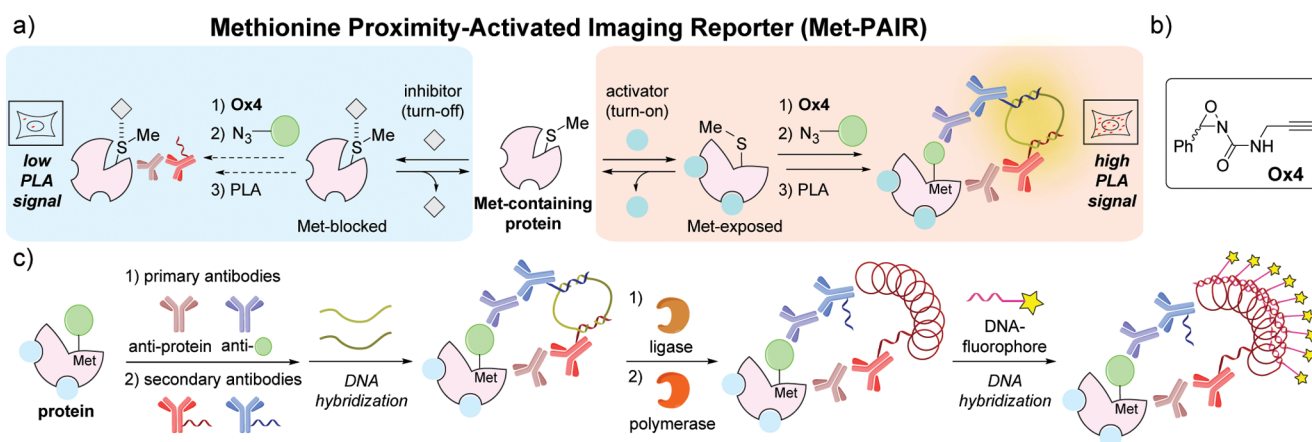 Methionine Proximity-Activated Imaging Reporter (Met-PAIR)
a)
low
PLA
signal
S
Me
1) Ox4
2) N3
3) PLA
S
Me
Met-blocked
inhibitor
(turn-off)
S
Me
Met-containing
protein
activator
(turn-on)
Me
S
Met-exposed
1) Ox4
2) N3
3) PLA
Met
high
PLA
signal
b)
O
Ph
N
NH
O
Ox4
c)
Met
protein
1) primary antibodies
anti-protein anti-
2) secondary antibodies
DNA
hybridization
Met
1)
ligase
2)
polymerase
Met
DNA-
fluorophore
DNA
hybridization
Met